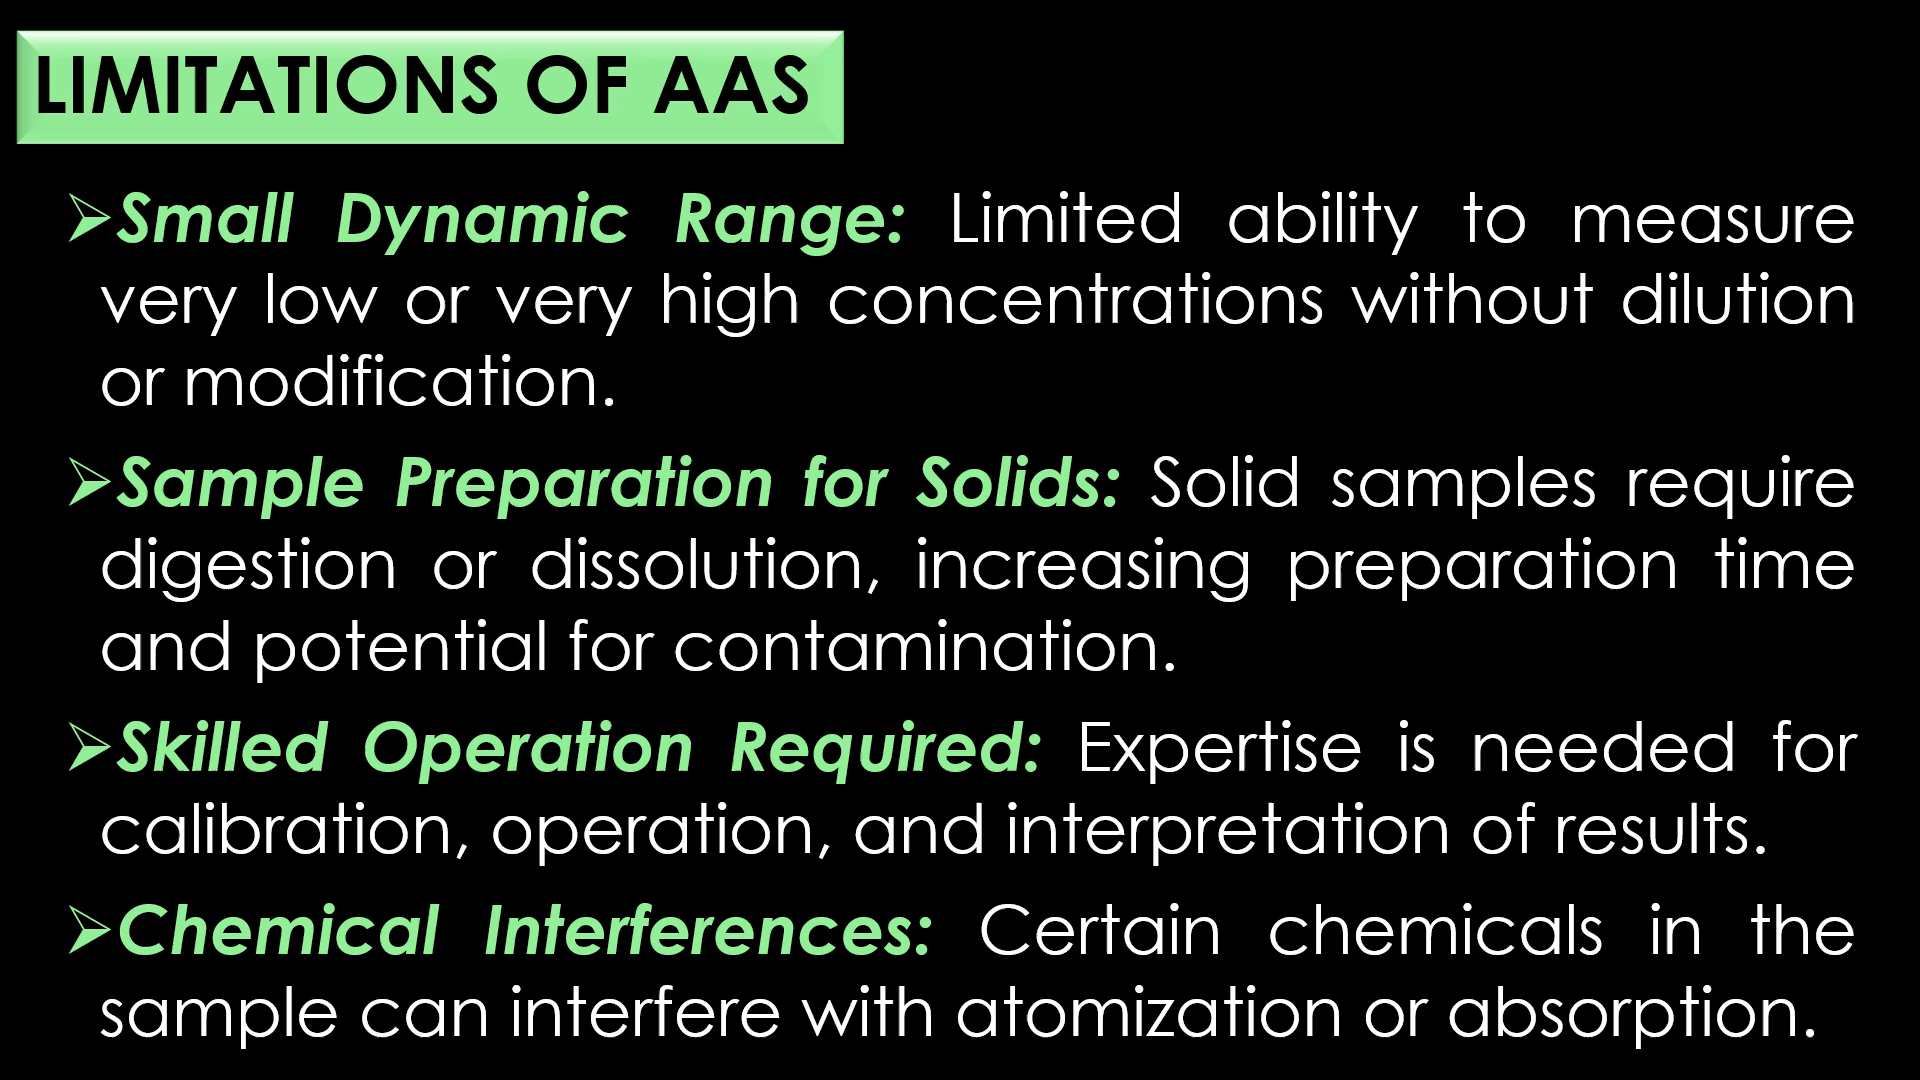 LIMITATIONS OF AAS
➢Small Dynamic Range: Limited ability to measure
very low or very high concentrations without dilution
or modification.
➢Sample Preparation for Solids: Solid samples require
digestion or dissolution, increasing preparation time
and potential for contamination.
➢Skilled Operation Required: Expertise is needed for
calibration, operation, and interpretation of results.
➢Chemical Interferences: Certain chemicals in the
sample can interfere with atomization or absorption.